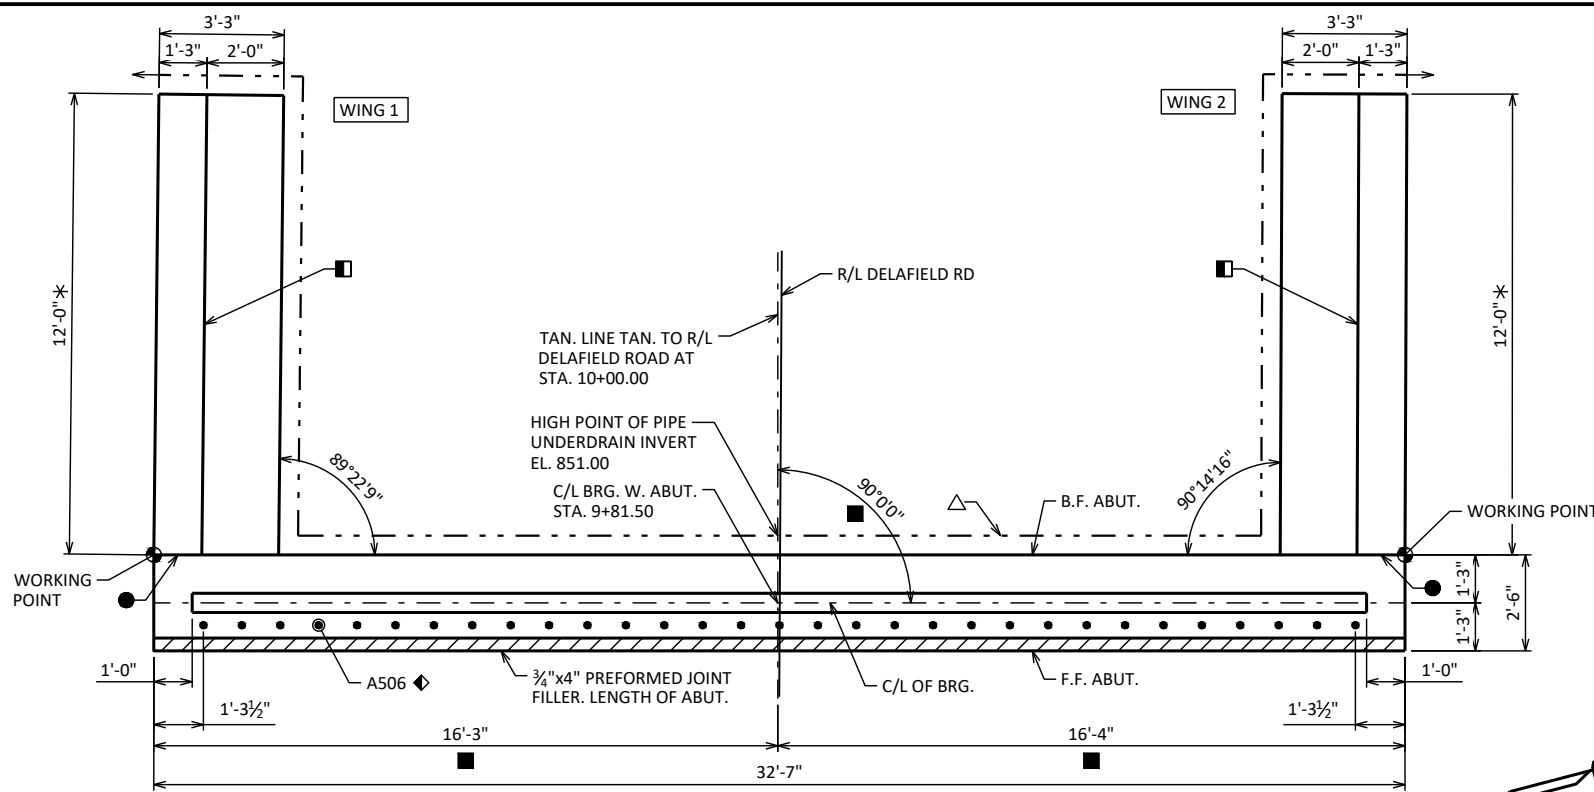 3'-3"
3'-3"
1'-3"
2'-0"
2'-0"
1'-3"
WING 1
WING 2
12'-0"
12'-0"
R/L DELAFIELD RD
TAN. LINE TAN. TO R/L
DELAFIELD ROAD AT
STA. 10+00.00
HIGH POINT OF PIPE
UNDERDRAIN INVERT
EL. 851.00
C/L BRG. W. ABUT.
STA. 9+81.50
89°22'9"
90°0'0"
90°14'16"
B.F. ABUT.
WORKING POINT
WORKING
POINT
1'-3"
1'-3"
2'-6"
1'-0"
A506
¾"x4" PREFORMED JOINT
FILLER. LENGTH OF ABUT.
C/L OF BRG.
F.F. ABUT.
1'-0"
1'-3½"
1'-3½"
16'-3"
16'-4"
32'-7"